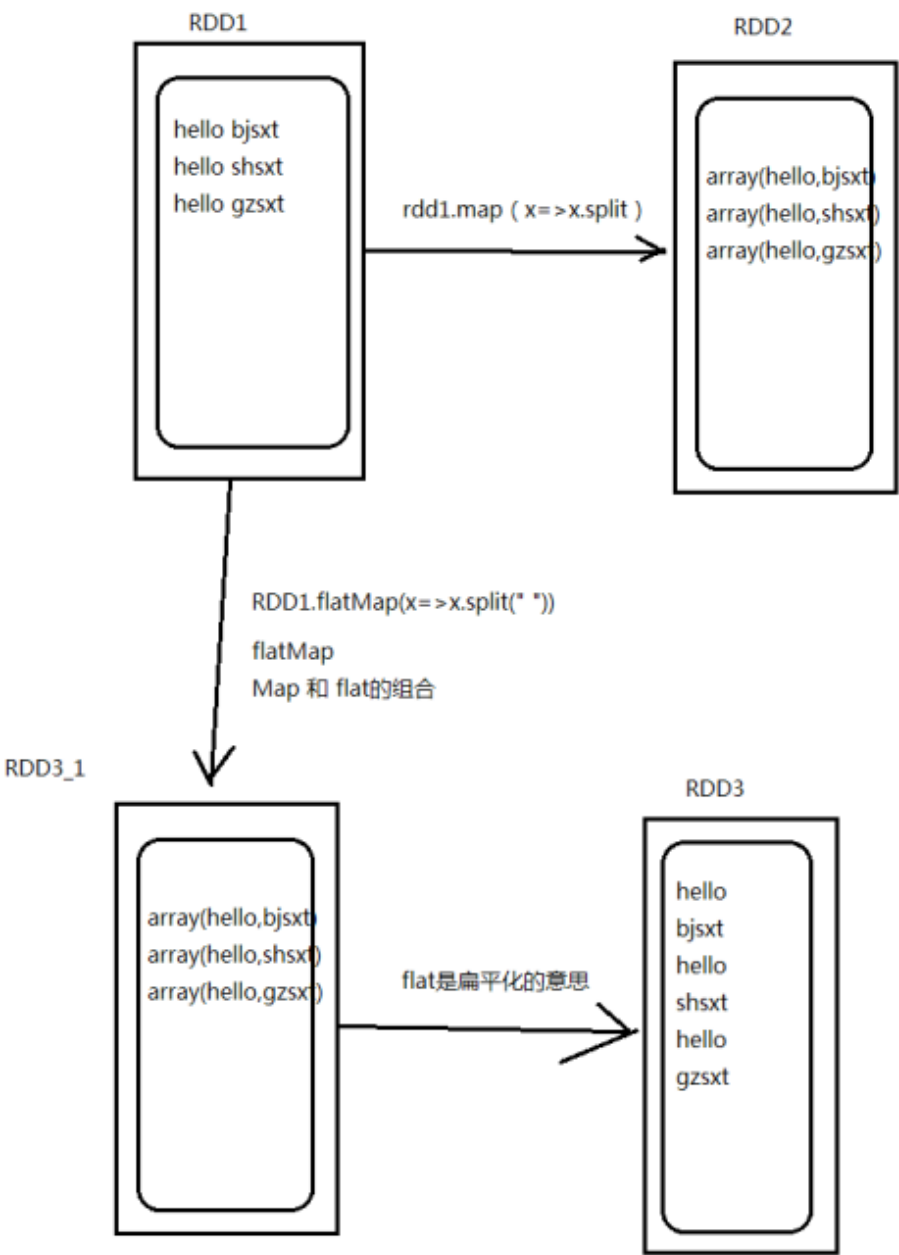 RDD1
hello bjsxt
hello shsxt
hello gzsxt
rdd1.map（x=>x.split）
RDD2
array(hello,bjsxt)
array(hello,shsxt)
array(hello,gzsxt)
RDD1.flatMap(x=>x.split(" "))
flatMap
Map 和 flat的组合
RDD3_1
array(hello,bjsxt)
array(hello,shsxt)
array(hello,gzsxt)
flat是扁平化的意思
RDD3
hello
bjsxt
hello
shsxt
hello
gzsxt